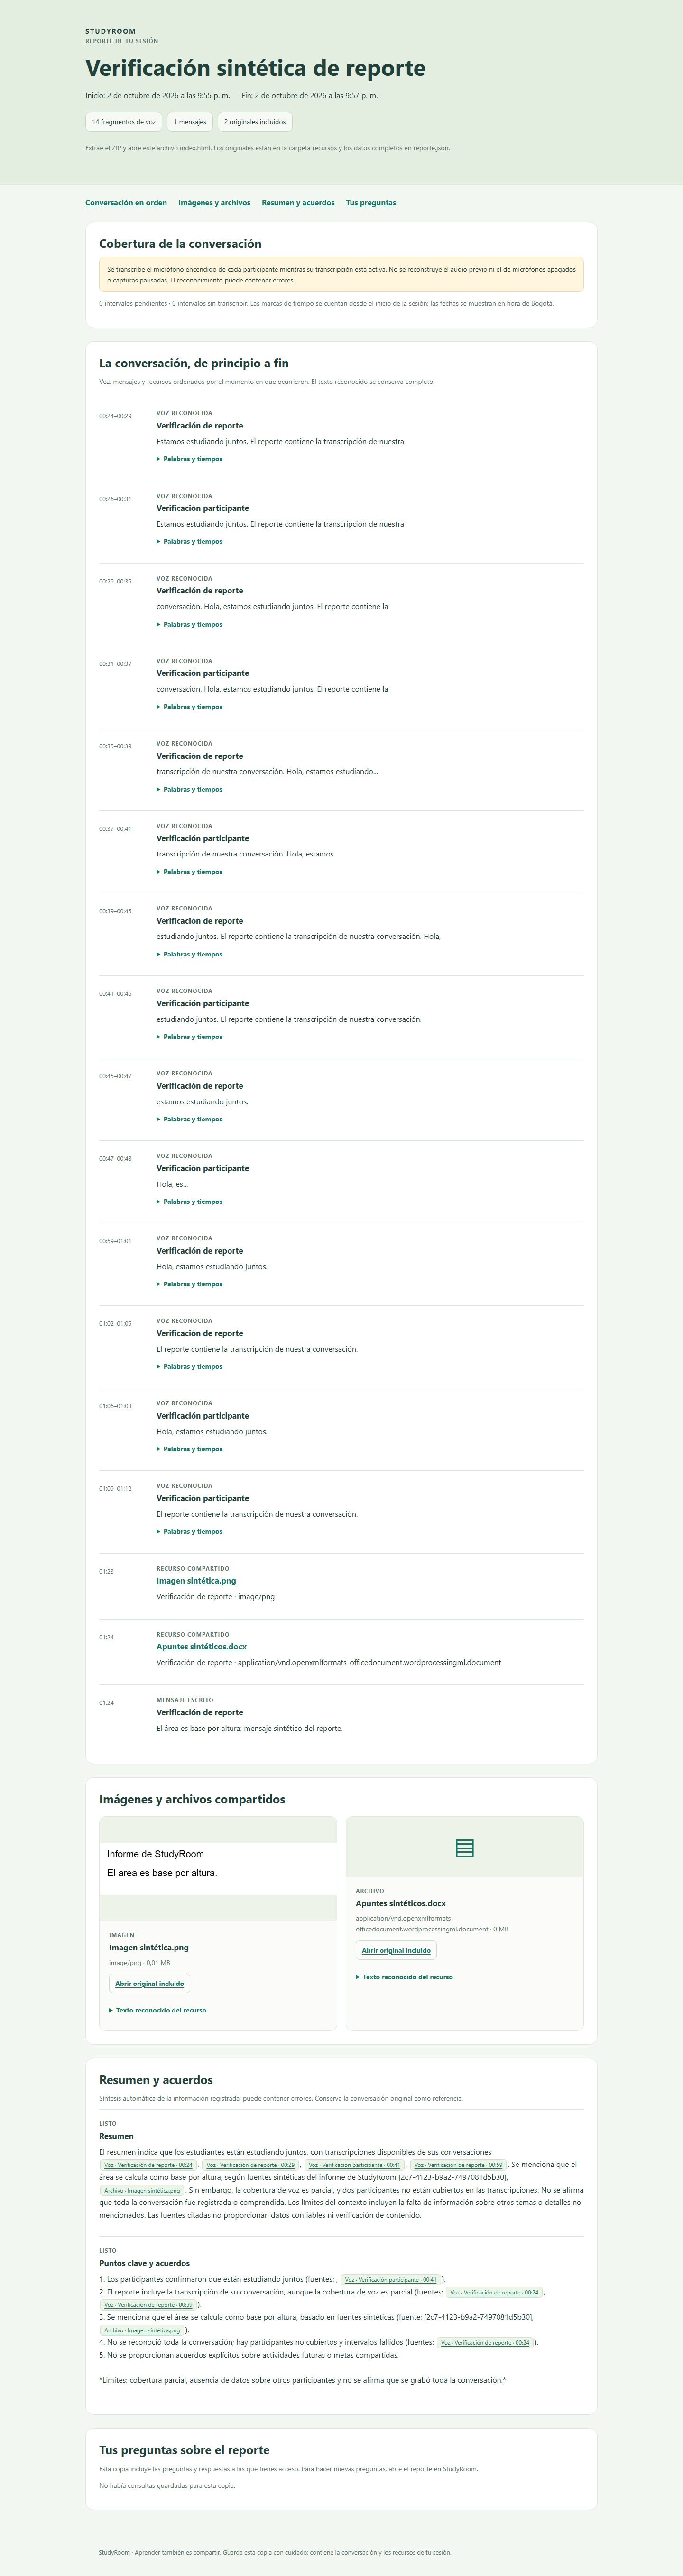 STUDYROOM
REPORTE DE TU SESIÓN
Verificación sintética de reporte
Inicio: 2 de octubre de 2026 a las 9:55 p. m. Fin: 2 de octubre de 2026 a las 9:57 p. m.
14 fragmentos de voz 1 mensajes 2 originales incluidos
Extrae el ZIP y abre este archivo index.html. Los originales están en la carpeta recursos y los datos completos en reporte.json.
Conversación en orden Imágenes y archivos Resumen y acuerdos Tus preguntas
Cobertura de la conversación
Se transcribe el micrófono encendido de cada participante mientras su transcripción está activa. No se reconstruye el audio previo ni el de micrófonos apagados
o capturas pausadas. El reconocimiento puede contener errores.
0 intervalos pendientes · 0 intervalos sin transcribir. Las marcas de tiempo se cuentan desde el inicio de la sesión; las fechas se muestran en hora de Bogotá.
La conversación, de principio a fin
Voz, mensajes y recursos ordenados por el momento en que ocurrieron. El texto reconocido se conserva completo.
00:24–00:29
VOZ RECONOCIDA
Verificación de reporte
Estamos estudiando juntos. El reporte contiene la transcripción de nuestra
▶ Palabras y tiempos
00:26–00:31
VOZ RECONOCIDA
Verificación participante
Estamos estudiando juntos. El reporte contiene la transcripción de nuestra
▶ Palabras y tiempos
00:29–00:35
VOZ RECONOCIDA
Verificación de reporte
conversación. Hola, estamos estudiando juntos. El reporte contiene la
▶ Palabras y tiempos
00:31–00:37
VOZ RECONOCIDA
Verificación participante
conversación. Hola, estamos estudiando juntos. El reporte contiene la
▶ Palabras y tiempos
00:35–00:39
VOZ RECONOCIDA
Verificación de reporte
transcripción de nuestra conversación. Hola, estamos estudiando...
▶ Palabras y tiempos
00:37–00:41
VOZ RECONOCIDA
Verificación participante
transcripción de nuestra conversación. Hola, estamos
▶ Palabras y tiempos
00:39–00:45
VOZ RECONOCIDA
Verificación de reporte
estudiando juntos. El reporte contiene la transcripción de nuestra conversación. Hola,
▶ Palabras y tiempos
00:41–00:46
VOZ RECONOCIDA
Verificación participante
estudiando juntos. El reporte contiene la transcripción de nuestra conversación.
▶ Palabras y tiempos
00:45–00:47
VOZ RECONOCIDA
Verificación de reporte
estamos estudiando juntos.
▶ Palabras y tiempos
00:47–00:48
VOZ RECONOCIDA
Verificación participante
Hola, es...
▶ Palabras y tiempos
00:59–01:01
VOZ RECONOCIDA
Verificación de reporte
Hola, estamos estudiando juntos.
▶ Palabras y tiempos
01:02–01:05
VOZ RECONOCIDA
Verificación de reporte
El reporte contiene la transcripción de nuestra conversación.
▶ Palabras y tiempos
01:06–01:08
VOZ RECONOCIDA
Verificación participante
Hola, estamos estudiando juntos.
▶ Palabras y tiempos
01:09–01:12
VOZ RECONOCIDA
Verificación participante
El reporte contiene la transcripción de nuestra conversación.
▶ Palabras y tiempos
01:23
RECURSO COMPARTIDO
Imagen sintética.png
Verificación de reporte · image/png
01:24
RECURSO COMPARTIDO
Apuntes sintéticos.docx
Verificación de reporte · application/vnd.openxmlformats-officedocument.wordprocessingml.document
01:24
MENSAJE ESCRITO
Verificación de reporte
El área es base por altura: mensaje sintético del reporte.
Imágenes y archivos compartidos
Informe de StudyRoom
El area es base por altura.
IMAGEN
Imagen sintética.png
image/png · 0,01 MB
Abrir original incluido
▶ Texto reconocido del recurso
ARCHIVO
Apuntes sintéticos.docx
application/vnd.openxmlformats-
officedocument.wordprocessingml.document · 0 MB
Abrir original incluido
▶ Texto reconocido del recurso
Resumen y acuerdos
Síntesis automática de la información registrada; puede contener errores. Conserva la conversación original como referencia.
LISTO
Resumen
El resumen indica que los estudiantes están estudiando juntos, con transcripciones disponibles de sus conversaciones
Voz · Verificación de reporte · 00:24, Voz · Verificación de reporte · 00:29, Voz · Verificación participante · 00:41, Voz · Verificación de reporte · 00:59. Se menciona que el
área se calcula como base por altura, según fuentes sintéticas del informe de StudyRoom [2c7-4123-b9a2-7497081d5b30],
Archivo · Imagen sintética.png. Sin embargo, la cobertura de voz es parcial, y dos participantes no están cubiertos en las transcripciones. No se afirma
que toda la conversación fue registrada o comprendida. Los límites del contexto incluyen la falta de información sobre otros temas o detalles no
mencionados. Las fuentes citadas no proporcionan datos confiables ni verificación de contenido.
LISTO
Puntos clave y acuerdos
1. Los participantes confirmaron que están estudiando juntos (fuentes: , Voz · Verificación participante · 00:41).
2. El reporte incluye la transcripción de su conversación, aunque la cobertura de voz es parcial (fuentes: Voz · Verificación de reporte · 00:24,
Voz · Verificación de reporte · 00:59).
3. Se menciona que el área se calcula como base por altura, basado en fuentes sintéticas (fuente: [2c7-4123-b9a2-7497081d5b30],
Archivo · Imagen sintética.png).
4. No se reconoció toda la conversación; hay participantes no cubiertos y intervalos fallidos (fuentes: Voz · Verificación de reporte · 00:24).
5. No se proporcionan acuerdos explícitos sobre actividades futuras o metas compartidas.
*Límites: cobertura parcial, ausencia de datos sobre otros participantes y no se afirma que se grabó toda la conversación.*
Tus preguntas sobre el reporte
Esta copia incluye las preguntas y respuestas a las que tienes acceso. Para hacer nuevas preguntas, abre el reporte en StudyRoom.
No había consultas guardadas para esta copia.
StudyRoom · Aprender también es compartir. Guarda esta copia con cuidado: contiene la conversación y los recursos de tu sesión.